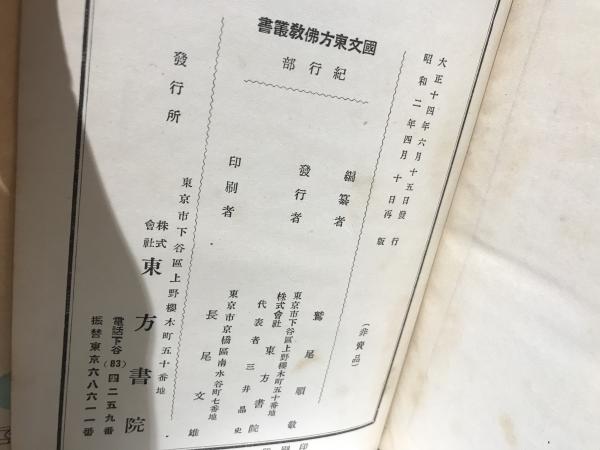 大正十四年六月十五日發行
昭和二年四月十日再版
(非賣品)
國文東方佛教叢書
紀行部
編纂者
鷲尾順敬
發行者
東京市下谷區上野櫻木町五十番地
株式會社 東方書院
代表者 三井晶史
印刷者
東京市京橋區南水谷町七番地
長尾文雄
發行所
東京市下谷區上野櫻木町五十番地
株式會社 東方書院
電話下谷(83)四二五九番
振替東京六八六一一番